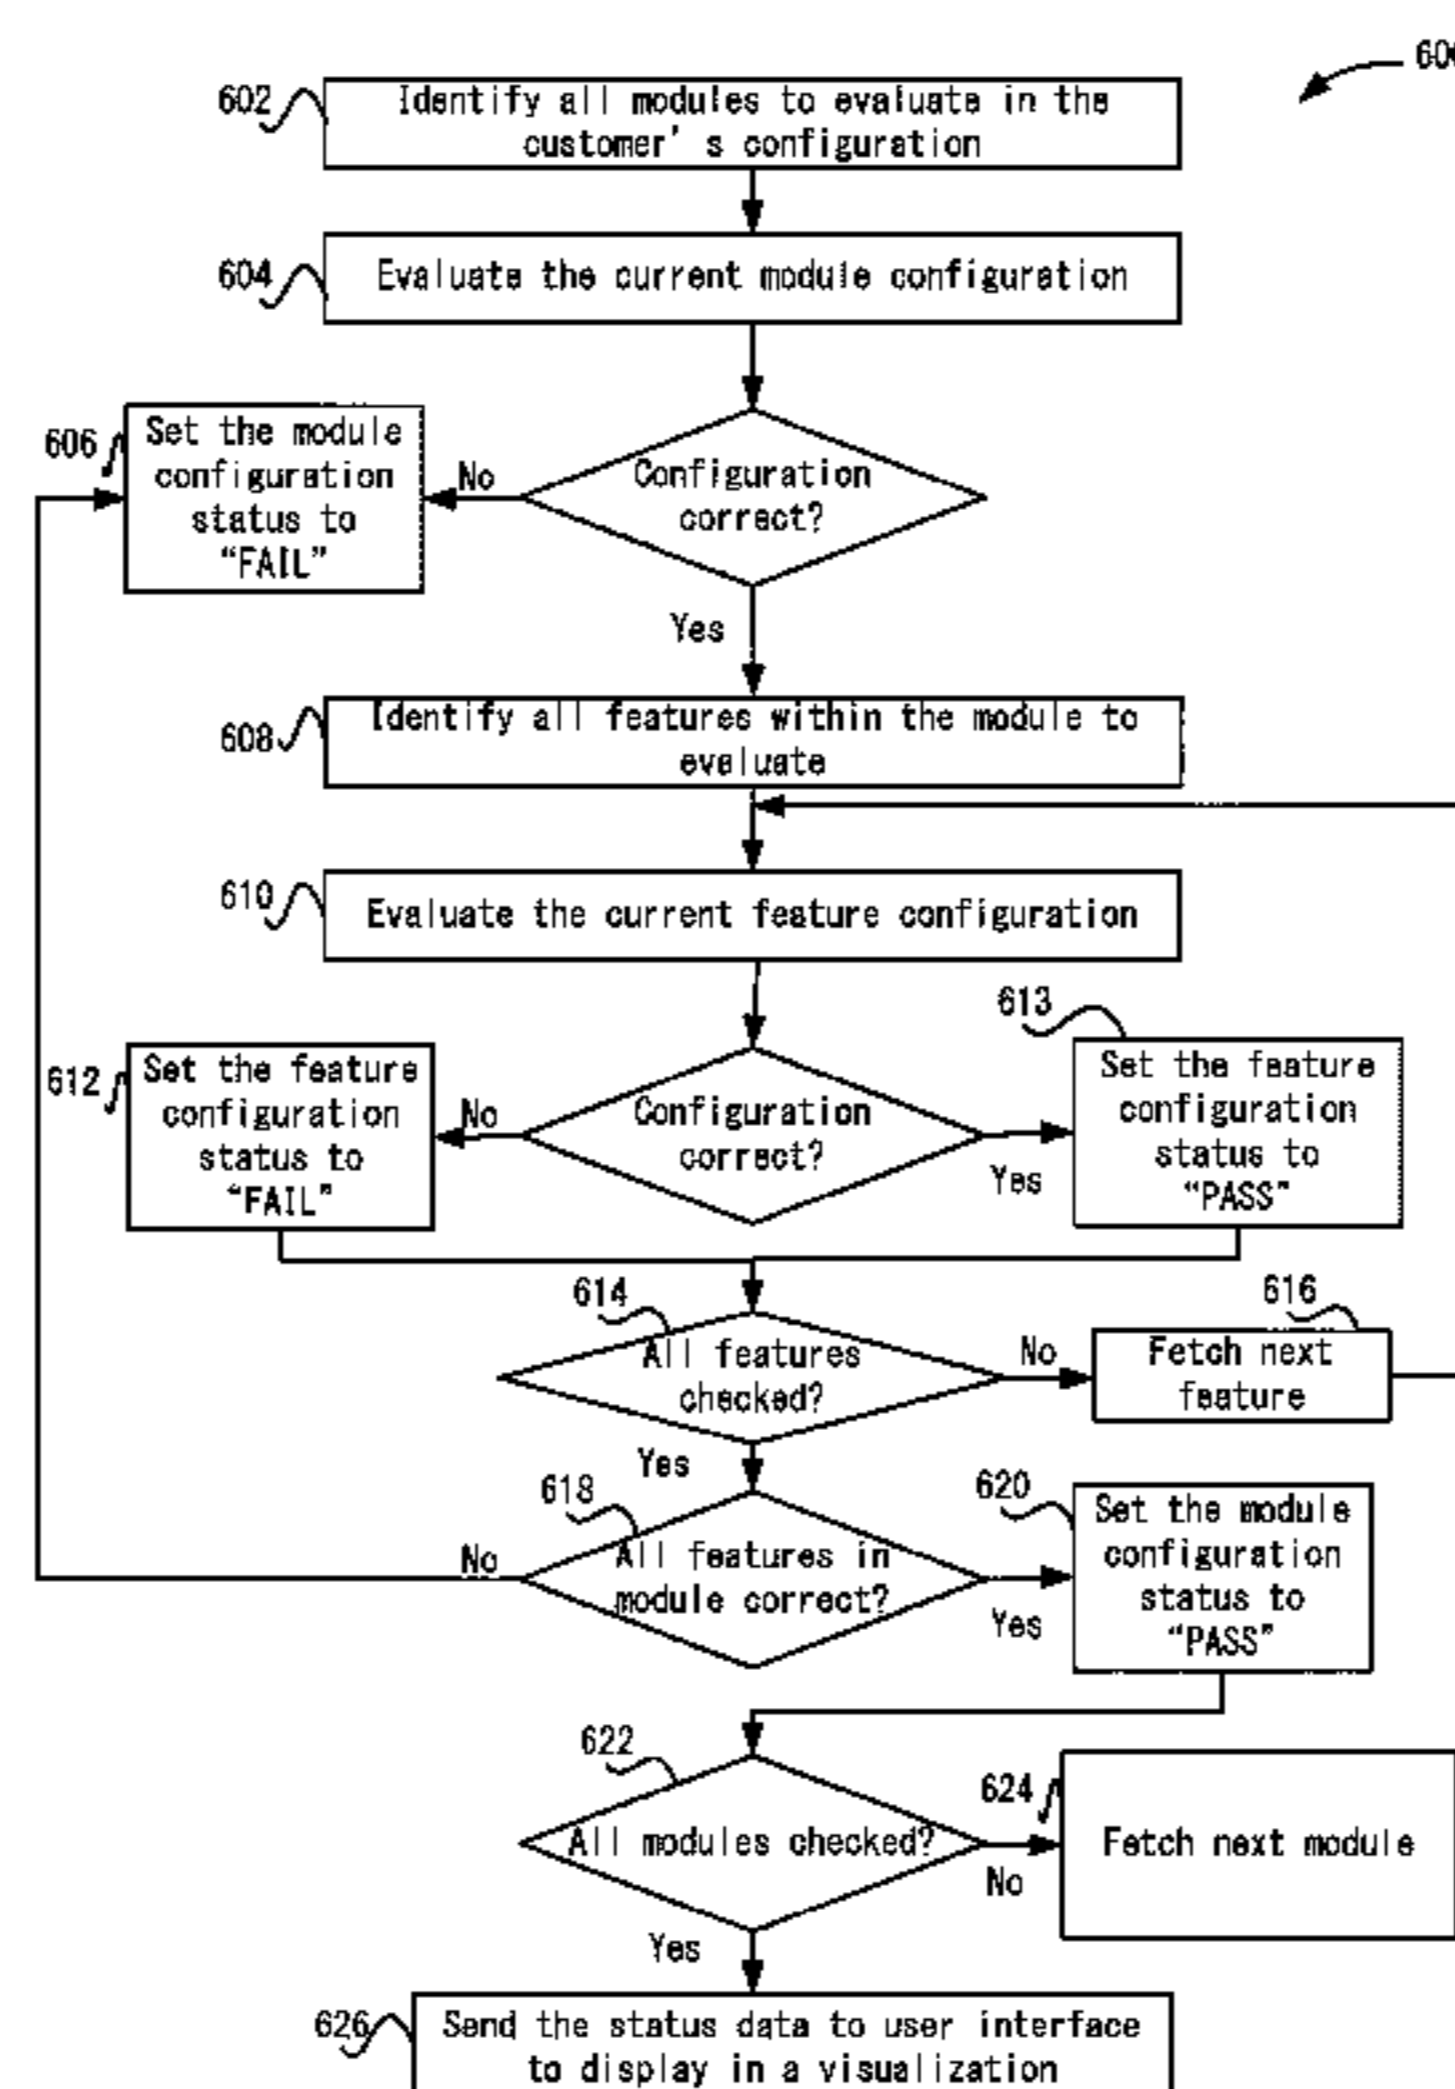 602
Identify all modules to evaluate in the
customer's configuration
604
Evaluate the current module configuration
606
Set the module
configuration
status to
“FAIL”
No
Configuration
correct?
Yes
608
Identify all features within the module to
evaluate
610
Evaluate the current feature configuration
613
612
Set the feature
configuration
status to
“FAIL”
No
Configuration
correct?
Yes
Set the feature
configuration
status to
“PASS”
614
All features
checked?
No
616
Fetch next
feature
Yes
618
All features in
module correct?
No
Yes
620
Set the module
configuration
status to
“PASS”
622
All modules checked?
No
624
Fetch next module
Yes
626
Send the status data to user interface
to display in a visualization